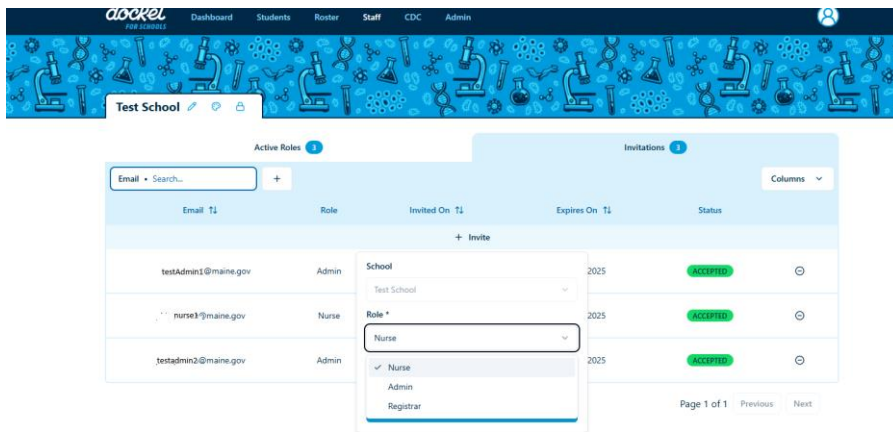 docket
FOR SCHOOLS
Dashboard Students Roster Staff CDC Admin
Test School
Active Roles 3
Invitations 3
Email • Search...
+
Columns
Email Role Invited On Expires On Status
+ Invite
testAdmin1@maine.gov Admin 2025 ACCEPTED
nurse1@maine.gov Nurse 2025 ACCEPTED
testadmin2@maine.gov Admin 2025 ACCEPTED
School
Test School
Role *
Nurse
Nurse
Admin
Registrar
Page 1 of 1 Previous Next